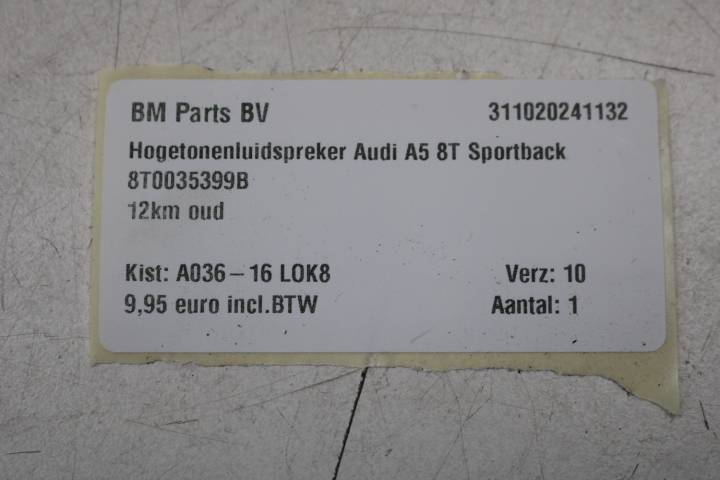 BM Parts BV 311020241132
Hogetonenluidspreker Audi A5 8T Sportback
8T0035399B
12km oud
Kist: A036-16 LOK8 Verz: 10
9,95 euro incl.BTW Aantal: 1